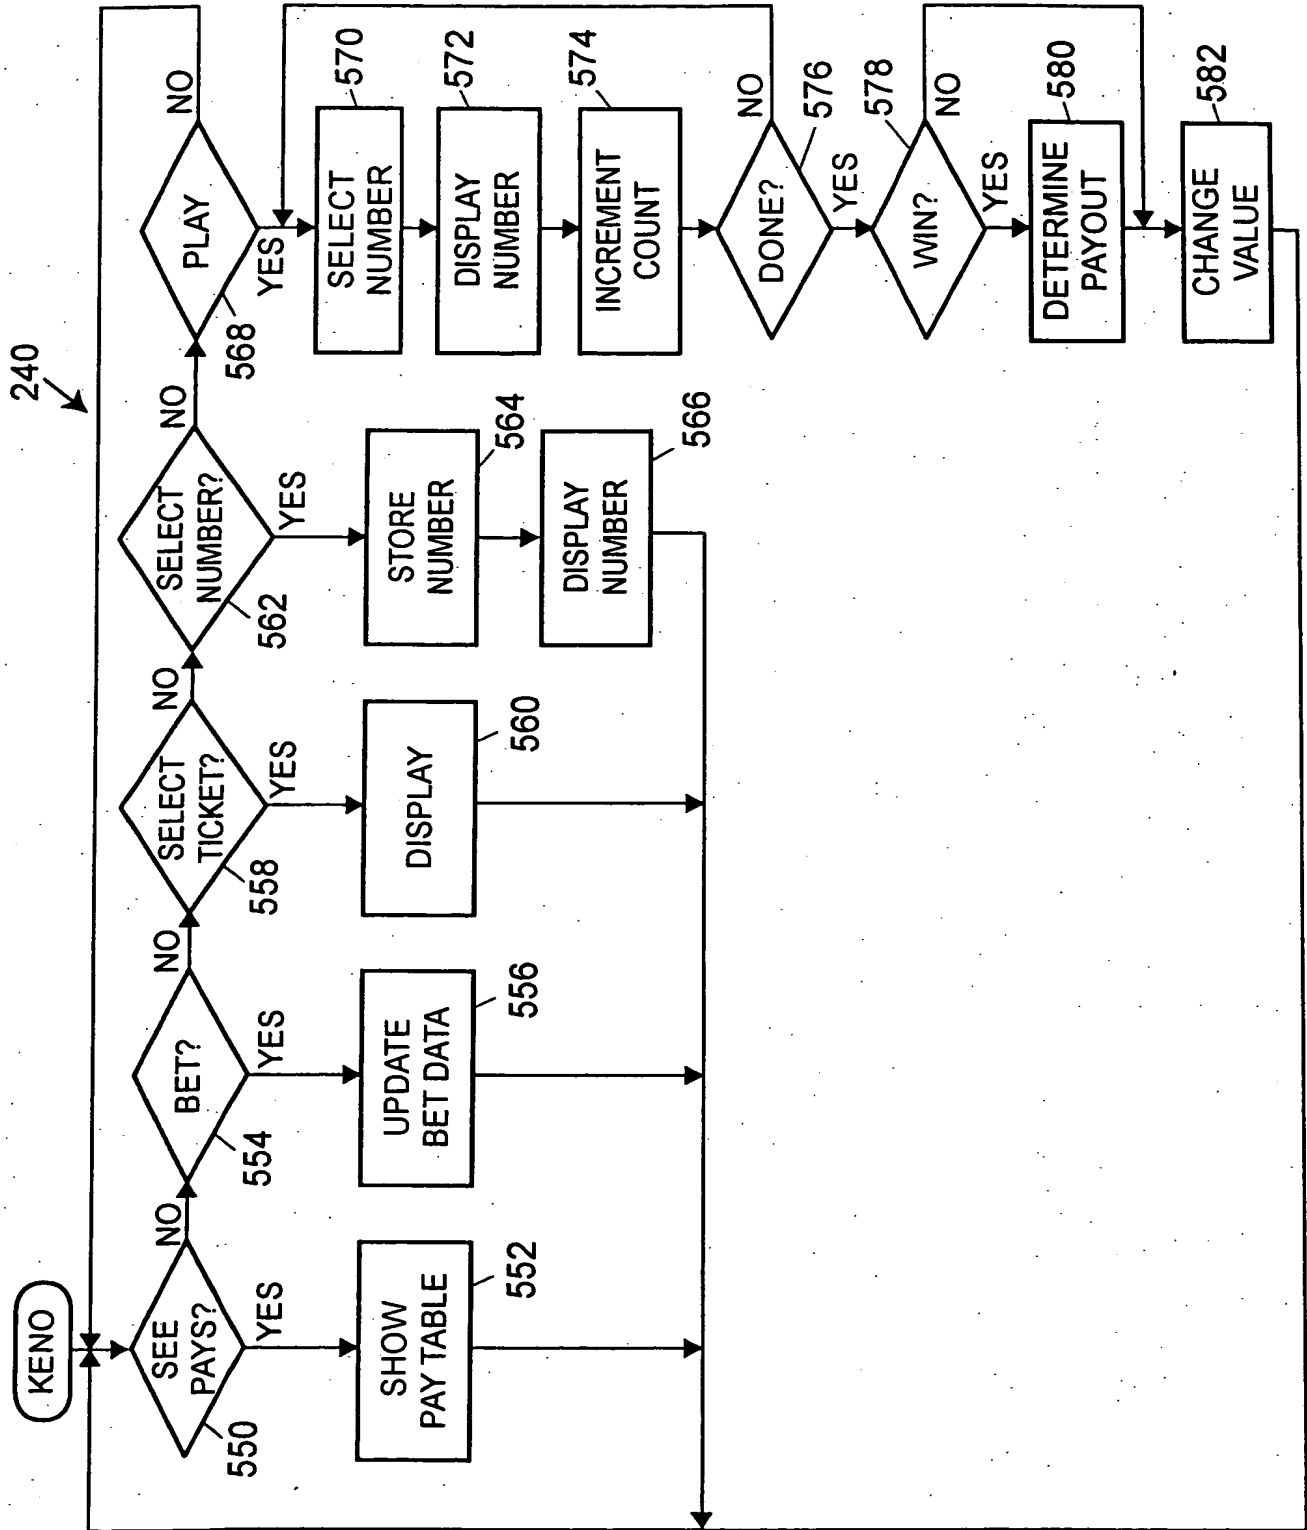 240
KENO
SEE
PAYS?
550
NO
YES
SHOW
PAY TABLE
552
BET?
554
NO
YES
UPDATE
BET DATA
556
SELECT
TICKET?
558
NO
YES
DISPLAY
560
SELECT
NUMBER?
562
NO
YES
STORE
NUMBER
564
DISPLAY
NUMBER
566
PLAY
568
NO
YES
SELECT
NUMBER
570
DISPLAY
NUMBER
572
INCREMENT
COUNT
574
DONE?
576
NO
YES
WIN?
578
NO
YES
DETERMINE
PAYOUT
580
CHANGE
VALUE
582